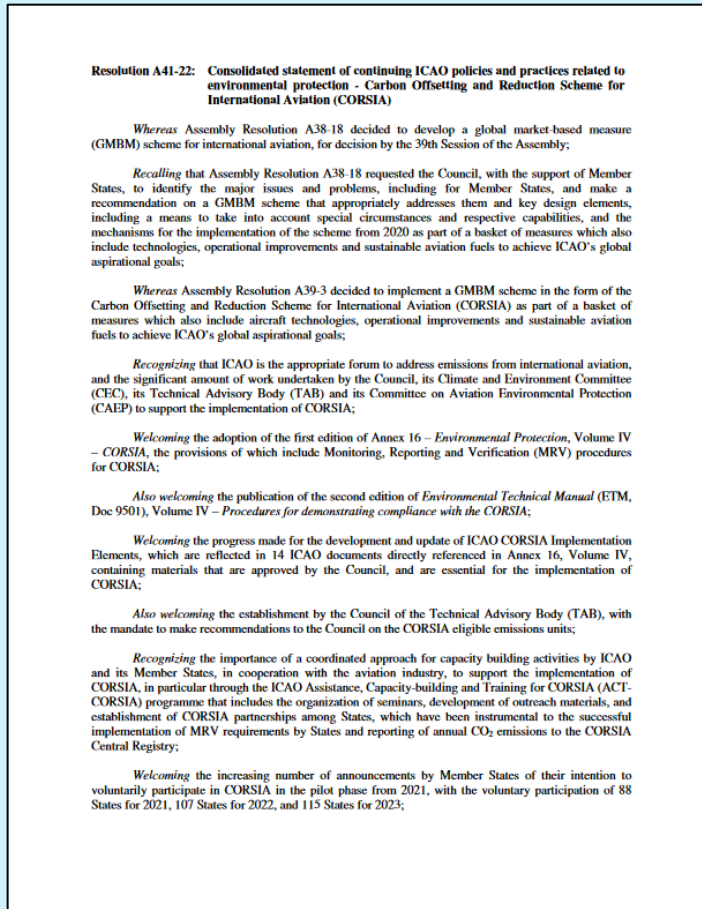 Resolution A41-22: Consolidated statement of continuing ICAO policies and practices related to
environmental protection - Carbon Offsetting and Reduction Scheme for
International Aviation (CORSIA)
Whereas Assembly Resolution A38-18 decided to develop a global market-based measure
(GMBM) scheme for international aviation, for decision by the 39th Session of the Assembly;
Recalling that Assembly Resolution A38-18 requested the Council, with the support of Member
States, to identify the major issues and problems, including for Member States, and make a
recommendation on a GMBM scheme that appropriately addresses them and key design elements,
including a means to take into account special circumstances and respective capabilities, and the
mechanisms for the implementation of the scheme from 2020 as part of a basket of measures which also
include technologies, operational improvements and sustainable aviation fuels to achieve ICAO's global
aspirational goals;
Whereas Assembly Resolution A39-3 decided to implement a GMBM scheme in the form of the
Carbon Offsetting and Reduction Scheme for International Aviation (CORSIA) as part of a basket of
measures which also include aircraft technologies, operational improvements and sustainable aviation
fuels to achieve ICAO's global aspirational goals;
Recognizing that ICAO is the appropriate forum to address emissions from international aviation,
and the significant amount of work undertaken by the Council, its Climate and Environment Committee
(CEC), its Technical Advisory Body (TAB) and its Committee on Aviation Environmental Protection
(CAEP) to support the implementation of CORSIA;
Welcoming the adoption of the first edition of Annex 16 – Environmental Protection, Volume IV
– CORSIA, the provisions of which include Monitoring, Reporting and Verification (MRV) procedures
for CORSIA;
Also welcoming the publication of the second edition of Environmental Technical Manual (ETM,
Doc 9501), Volume IV – Procedures for demonstrating compliance with the CORSIA;
Welcoming the progress made for the development and update of ICAO CORSIA Implementation
Elements, which are reflected in 14 ICAO documents directly referenced in Annex 16, Volume IV,
containing materials that are approved by the Council, and are essential for the implementation of
CORSIA;
Also welcoming the establishment by the Council of the Technical Advisory Body (TAB), with
the mandate to make recommendations to the Council on the CORSIA eligible emissions units;
Recognizing the importance of a coordinated approach for capacity building activities by ICAO
and its Member States, in cooperation with the aviation industry, to support the implementation of
CORSIA, in particular through the ICAO Assistance, Capacity-building and Training for CORSIA (ACT-
CORSIA) programme that includes the organization of seminars, development of outreach materials, and
establishment of CORSIA partnerships among States, which have been instrumental to the successful
implementation of MRV requirements by States and reporting of annual CO₂ emissions to the CORSIA
Central Registry;
Welcoming the increasing number of announcements by Member States of their intention to
voluntarily participate in CORSIA in the pilot phase from 2021, with the voluntary participation of 88
States for 2021, 107 States for 2022, and 115 States for 2023;